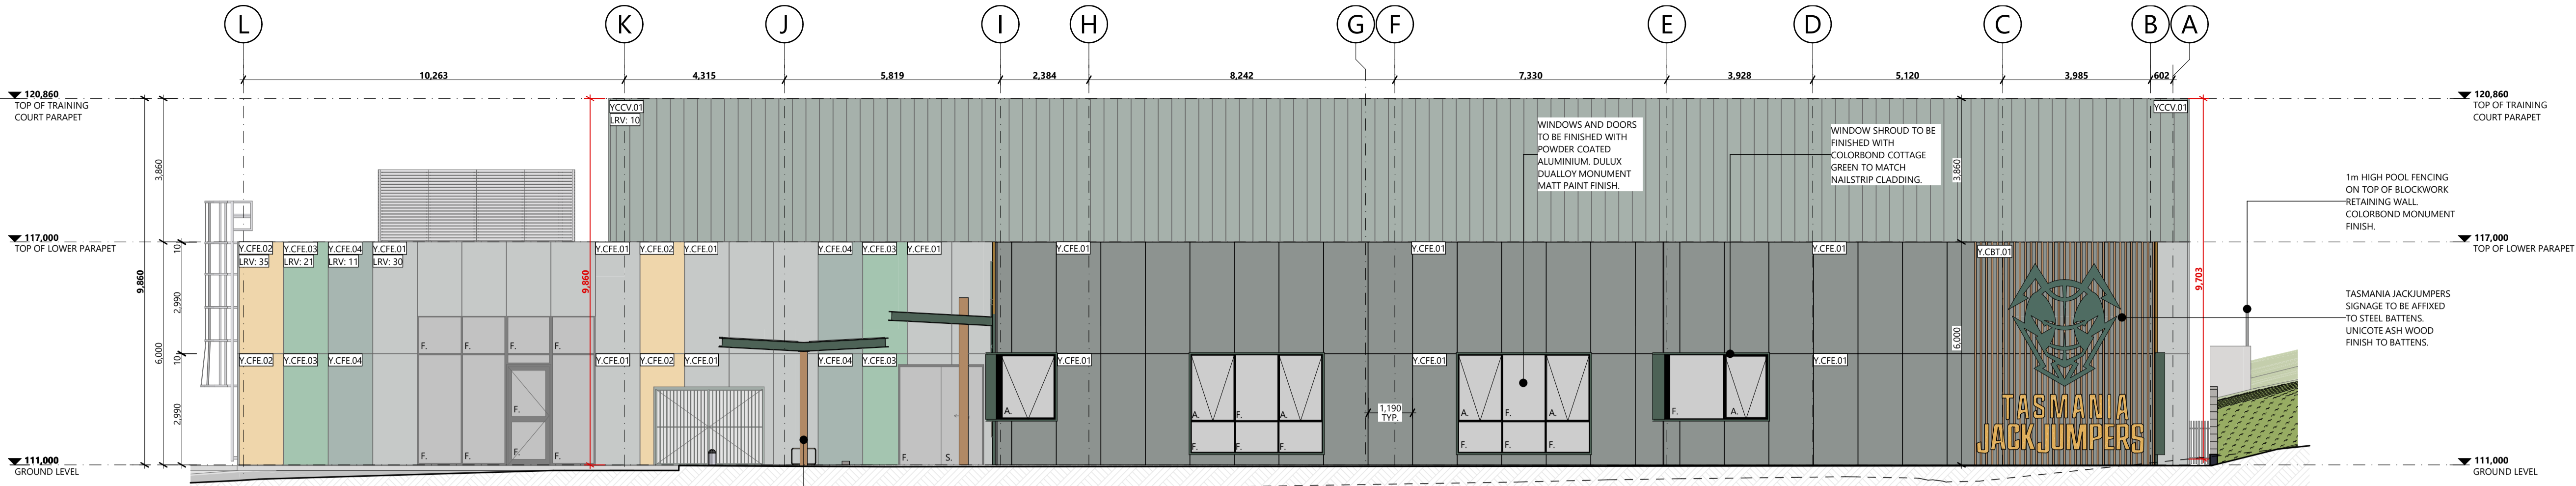 L K J I H G F E D C B A
10,263 4,315 5,819 2,384 8,242 7,330 3,928 5,120 3,985 602
120,860
TOP OF TRAINING
COURT PARAPET
117,000
TOP OF LOWER PARAPET
111,000
GROUND LEVEL
9,860
3,860
6,000
10
2,990
10
2,990
9,860
YCCV.01
LRV: 10
YCCV.01
Y.CFE.02 Y.CFE.03 Y.CFE.04 Y.CFE.01 Y.CFE.01 Y.CFE.02 Y.CFE.01 Y.CFE.04 Y.CFE.03 Y.CFE.01 Y.CFE.01 Y.CFE.01 Y.CFE.01 Y.CBT.01
LRV: 35 LRV: 21 LRV: 11 LRV: 30
F. F. F. F.
Y.CFE.02 Y.CFE.03 Y.CFE.04 Y.CFE.01 Y.CFE.02 Y.CFE.01 Y.CFE.04 Y.CFE.03 Y.CFE.01 Y.CFE.01 Y.CFE.01
F.
F. F. F. F.
F. S.
A.
A. F. A.
F. F. F.
A. F. A.
F. F. F.
F. A.
1,190
TYP.
WINDOWS AND DOORS
TO BE FINISHED WITH
POWDER COATED
ALUMINIUM. DULUX
DUALLOY MONUMENT
MATT PAINT FINISH.
WINDOW SHROUD TO BE
FINISHED WITH
COLORBOND COTTAGE
GREEN TO MATCH
NAILSTRIP CLADDING.
3,860
6,000
TASMANIA
JACKJUMPERS
9,703
1m HIGH POOL FENCING
ON TOP OF BLOCKWORK
RETAINING WALL.
COLORBOND MONUMENT
FINISH.
TASMANIA JACKJUMPERS
SIGNAGE TO BE AFFIXED
TO STEEL BATTENS.
UNICOTE ASH WOOD
FINISH TO BATTENS.
120,860
TOP OF TRAINING
COURT PARAPET
117,000
TOP OF LOWER PARAPET
111,000
GROUND LEVEL